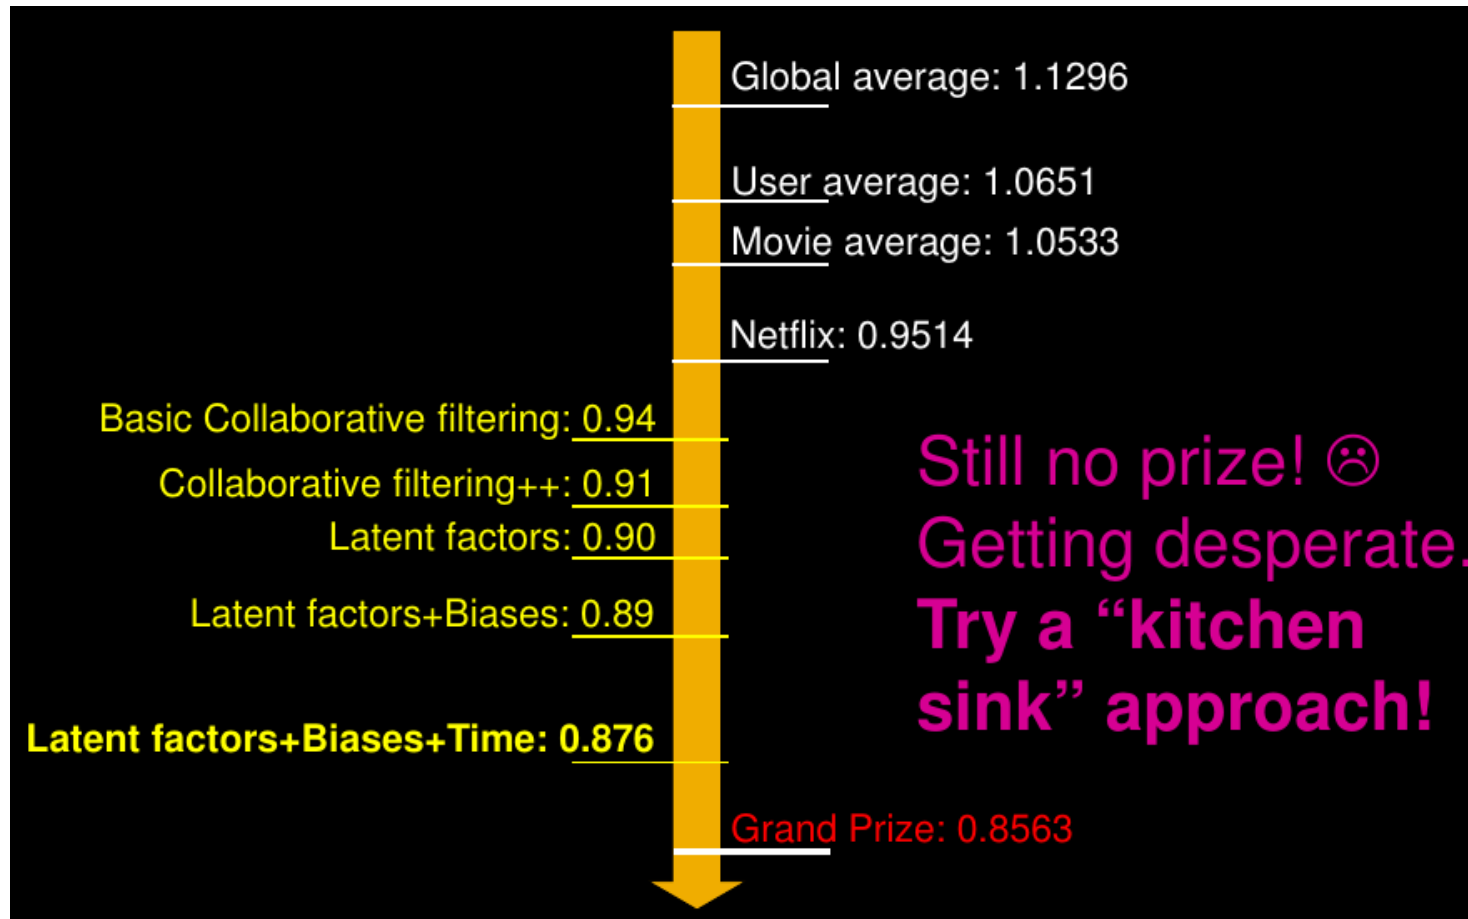 Global average: 1.1296
User average: 1.0651
Movie average: 1.0533
Netflix: 0.9514
Basic Collaborative filtering: 0.94
Collaborative filtering++: 0.91
Latent factors: 0.90
Latent factors+Biases: 0.89
Latent factors+Biases+Time: 0.876
Still no prize! ☹
Getting desperate.
Try a “kitchen
sink” approach!
Grand Prize: 0.8563